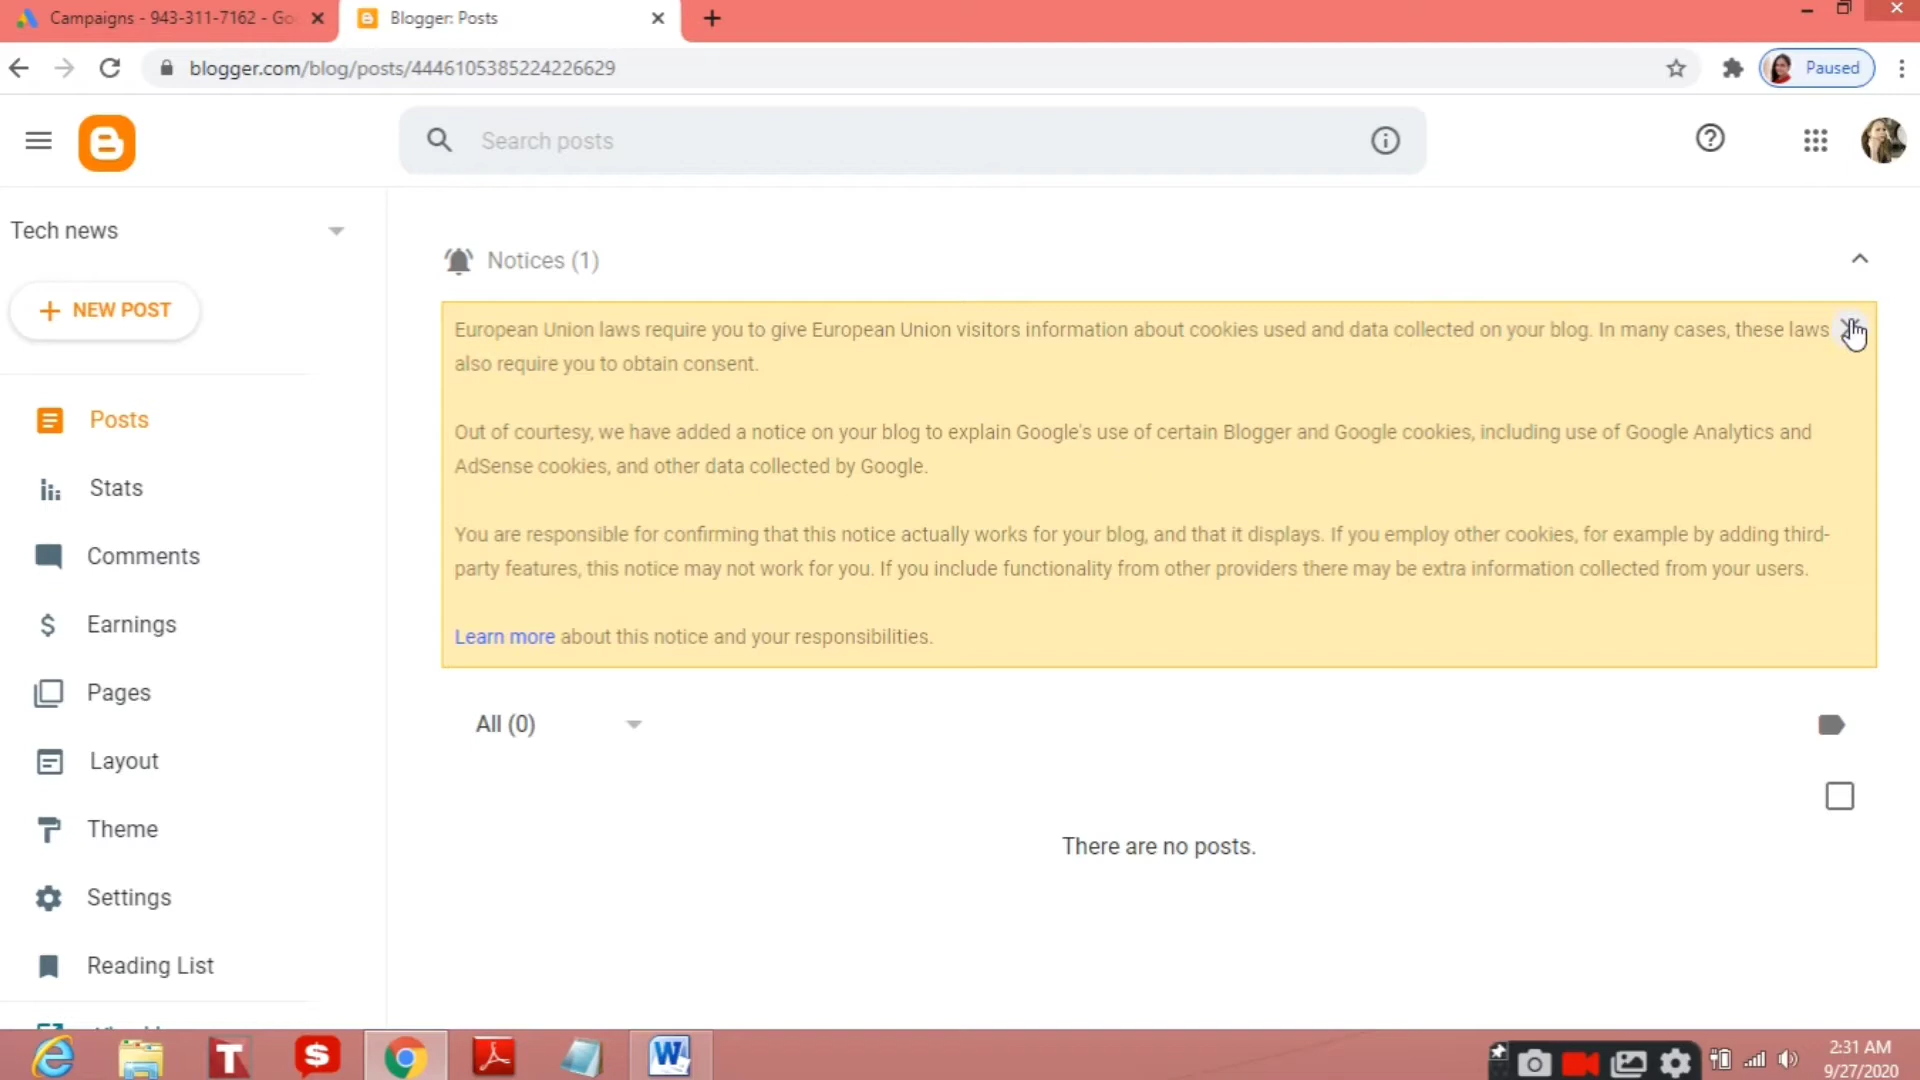 Campaigns - 943-311-7162 - Go
Blogger: Posts
blogger.com/blog/posts/4446105385224226629
Paused
Search posts
Tech news
NEW POST
Posts
Stats
Comments
Earnings
Pages
Layout
Theme
Settings
Reading List
Notices (1)
European Union laws require you to give European Union visitors information about cookies used and data collected on your blog. In many cases, these laws
also require you to obtain consent.
Out of courtesy, we have added a notice on your blog to explain Google's use of certain Blogger and Google cookies, including use of Google Analytics and
AdSense cookies, and other data collected by Google.
You are responsible for confirming that this notice actually works for your blog, and that it displays. If you employ other cookies, for example by adding third-
party features, this notice may not work for you. If you include functionality from other providers there may be extra information collected from your users.
Learn more about this notice and your responsibilities.
All (0)
There are no posts.
2:31 AM
9/27/2020